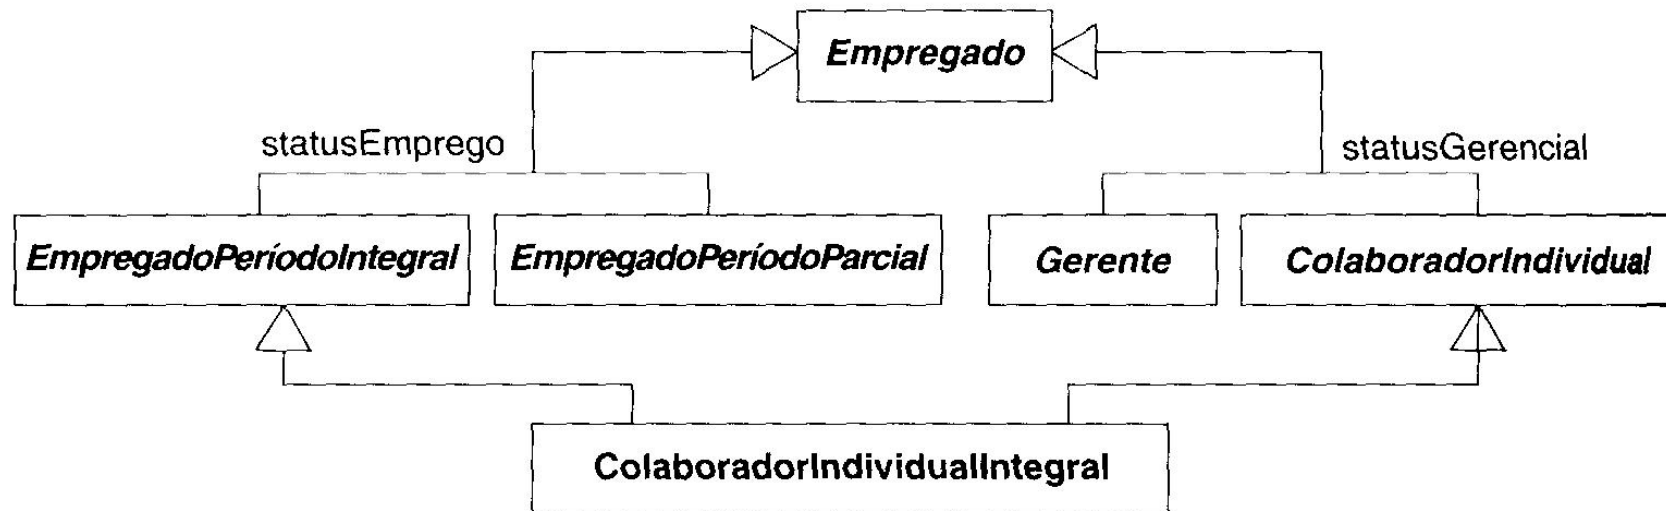 Empregado
statusEmprego
statusGerencial
EmpregadoPeríodoIntegral
EmpregadoPeríodoParcial
Gerente
ColaboradorIndividual
ColaboradorIndividualIntegral